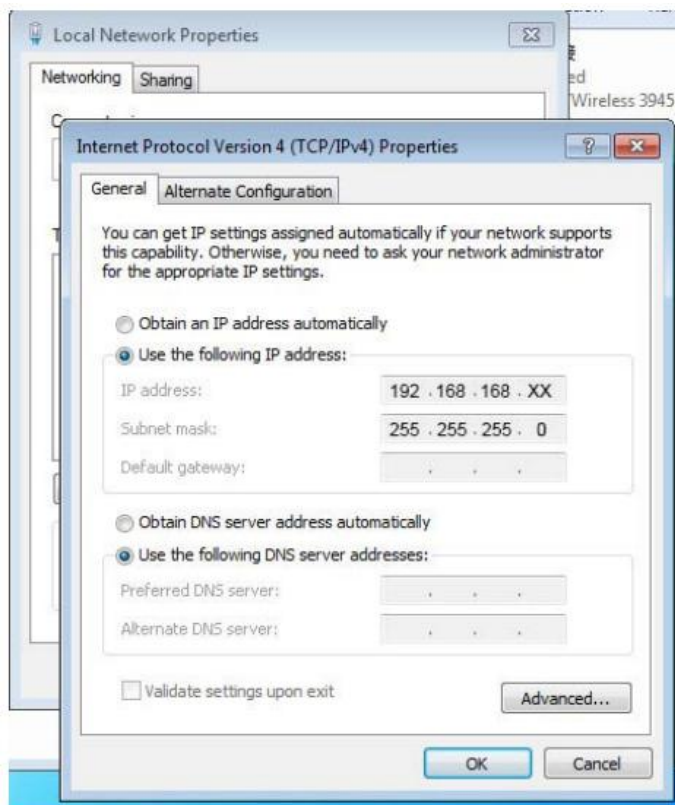 Local Netework Properties
Networking
Sharing
ed
/Wireless 3945
Internet Protocol Version 4 (TCP/IPv4) Properties
General
Alternate Configuration
You can get IP settings assigned automatically if your network supports
this capability. Otherwise, you need to ask your network administrator
for the appropriate IP settings.
Obtain an IP address automatically
Use the following IP address:
IP address: 192 . 168 . 168 . XX
Subnet mask: 255 . 255 . 255 . 0
Default gateway: . . .
Obtain DNS server address automatically
Use the following DNS server addresses:
Preferred DNS server: . . .
Alternate DNS server: . . .
Validate settings upon exit
Advanced...
OK
Cancel